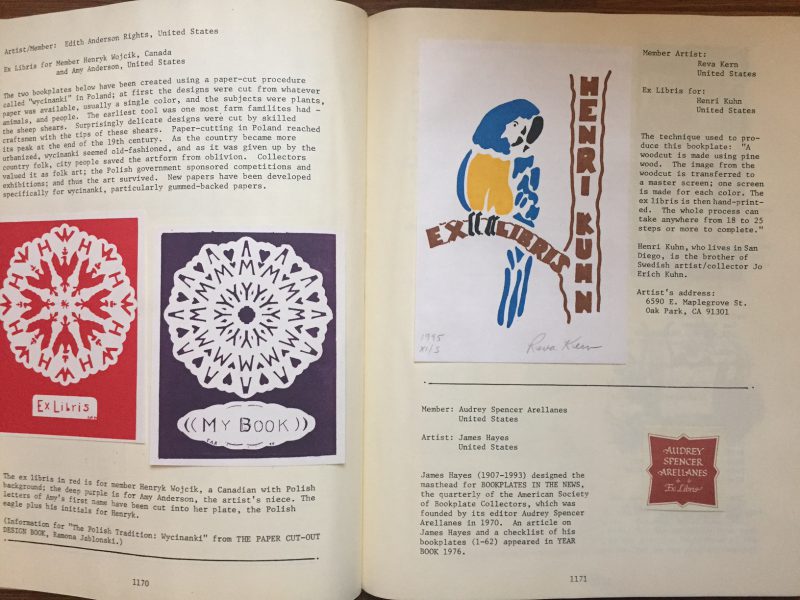 Artist/Member: Edith Anderson Rights, United States
Ex Libris for Member Henryk Wojcik, Canada
and Amy Anderson, United States
The two bookplates below have been created using a paper-cut procedure
called "wycinanki" in Poland; at first the designs were cut from whatever
paper was available, usually a single color, and the subjects were plants,
animals, and people. The earliest tool was one most farm familites had -
the sheep shears. Surprisingly delicate designs were cut by skilled
craftsmen with the tips of these shears. Paper-cutting in Poland reached
its peak at the end of the 19th century. As the country became more
urbanized, wycinanki seemed old-fashioned, and as it was given up by the
country folk, city people saved the artform from oblivion. Collectors
valued it as folk art; the Polish government sponsored competitions and
exhibitions; and thus the art survived. New papers have been developed
specifically for wycinanki, particularly gummed-backed papers.
Ex Libris
((My Book))
The ex libris in red is for member Henryk Wojcik, a Canadian with Polish
background; the deep purple is for Amy Anderson, the artist's niece. The
letters of Amy's first name have been cut into her plate, the Polish
eagle plus his initials for Henryk.
(Information for "The Polish Tradition: Wycinanki" from THE PAPER CUT-OUT
DESIGN BOOK, Ramona Jablonski.)
1170
HENRI KUHN
EX LIBRIS
1995
XI/3
Reva Kern
Member Artist:
Reva Kern
United States
Ex Libris for:
Henri Kuhn
United States
The technique used to pro-
duce this bookplate: "A
woodcut is made using pine
wood. The image from the
woodcut is transferred to
a master screen; one screen
is made for each color. The
ex libris is then hand-print-
ed. The whole process can
take anywhere from 18 to 25
steps or more to complete."
Henri Kuhn, who lives in San
Diego, is the brother of
Swedish artist/collector Jo
Erich Kuhn.
Artist's address:
6590 E. Maplegrove St.
Oak Park, CA 91301
Member: Audrey Spencer Arellanes
United States
Artist: James Hayes
United States
James Hayes (1907-1993) designed the
masthead for BOOKPLATES IN THE NEWS,
the quarterly of the American Society
of Bookplate Collectors, which was
founded by its editor Audrey Spencer
Arellanes in 1970. An article on
James Hayes and a checklist of his
bookplates (1-62) appeared in YEAR
BOOK 1976.
AUDREY
SPENCER
ARELLANES
Ex Libris
1171